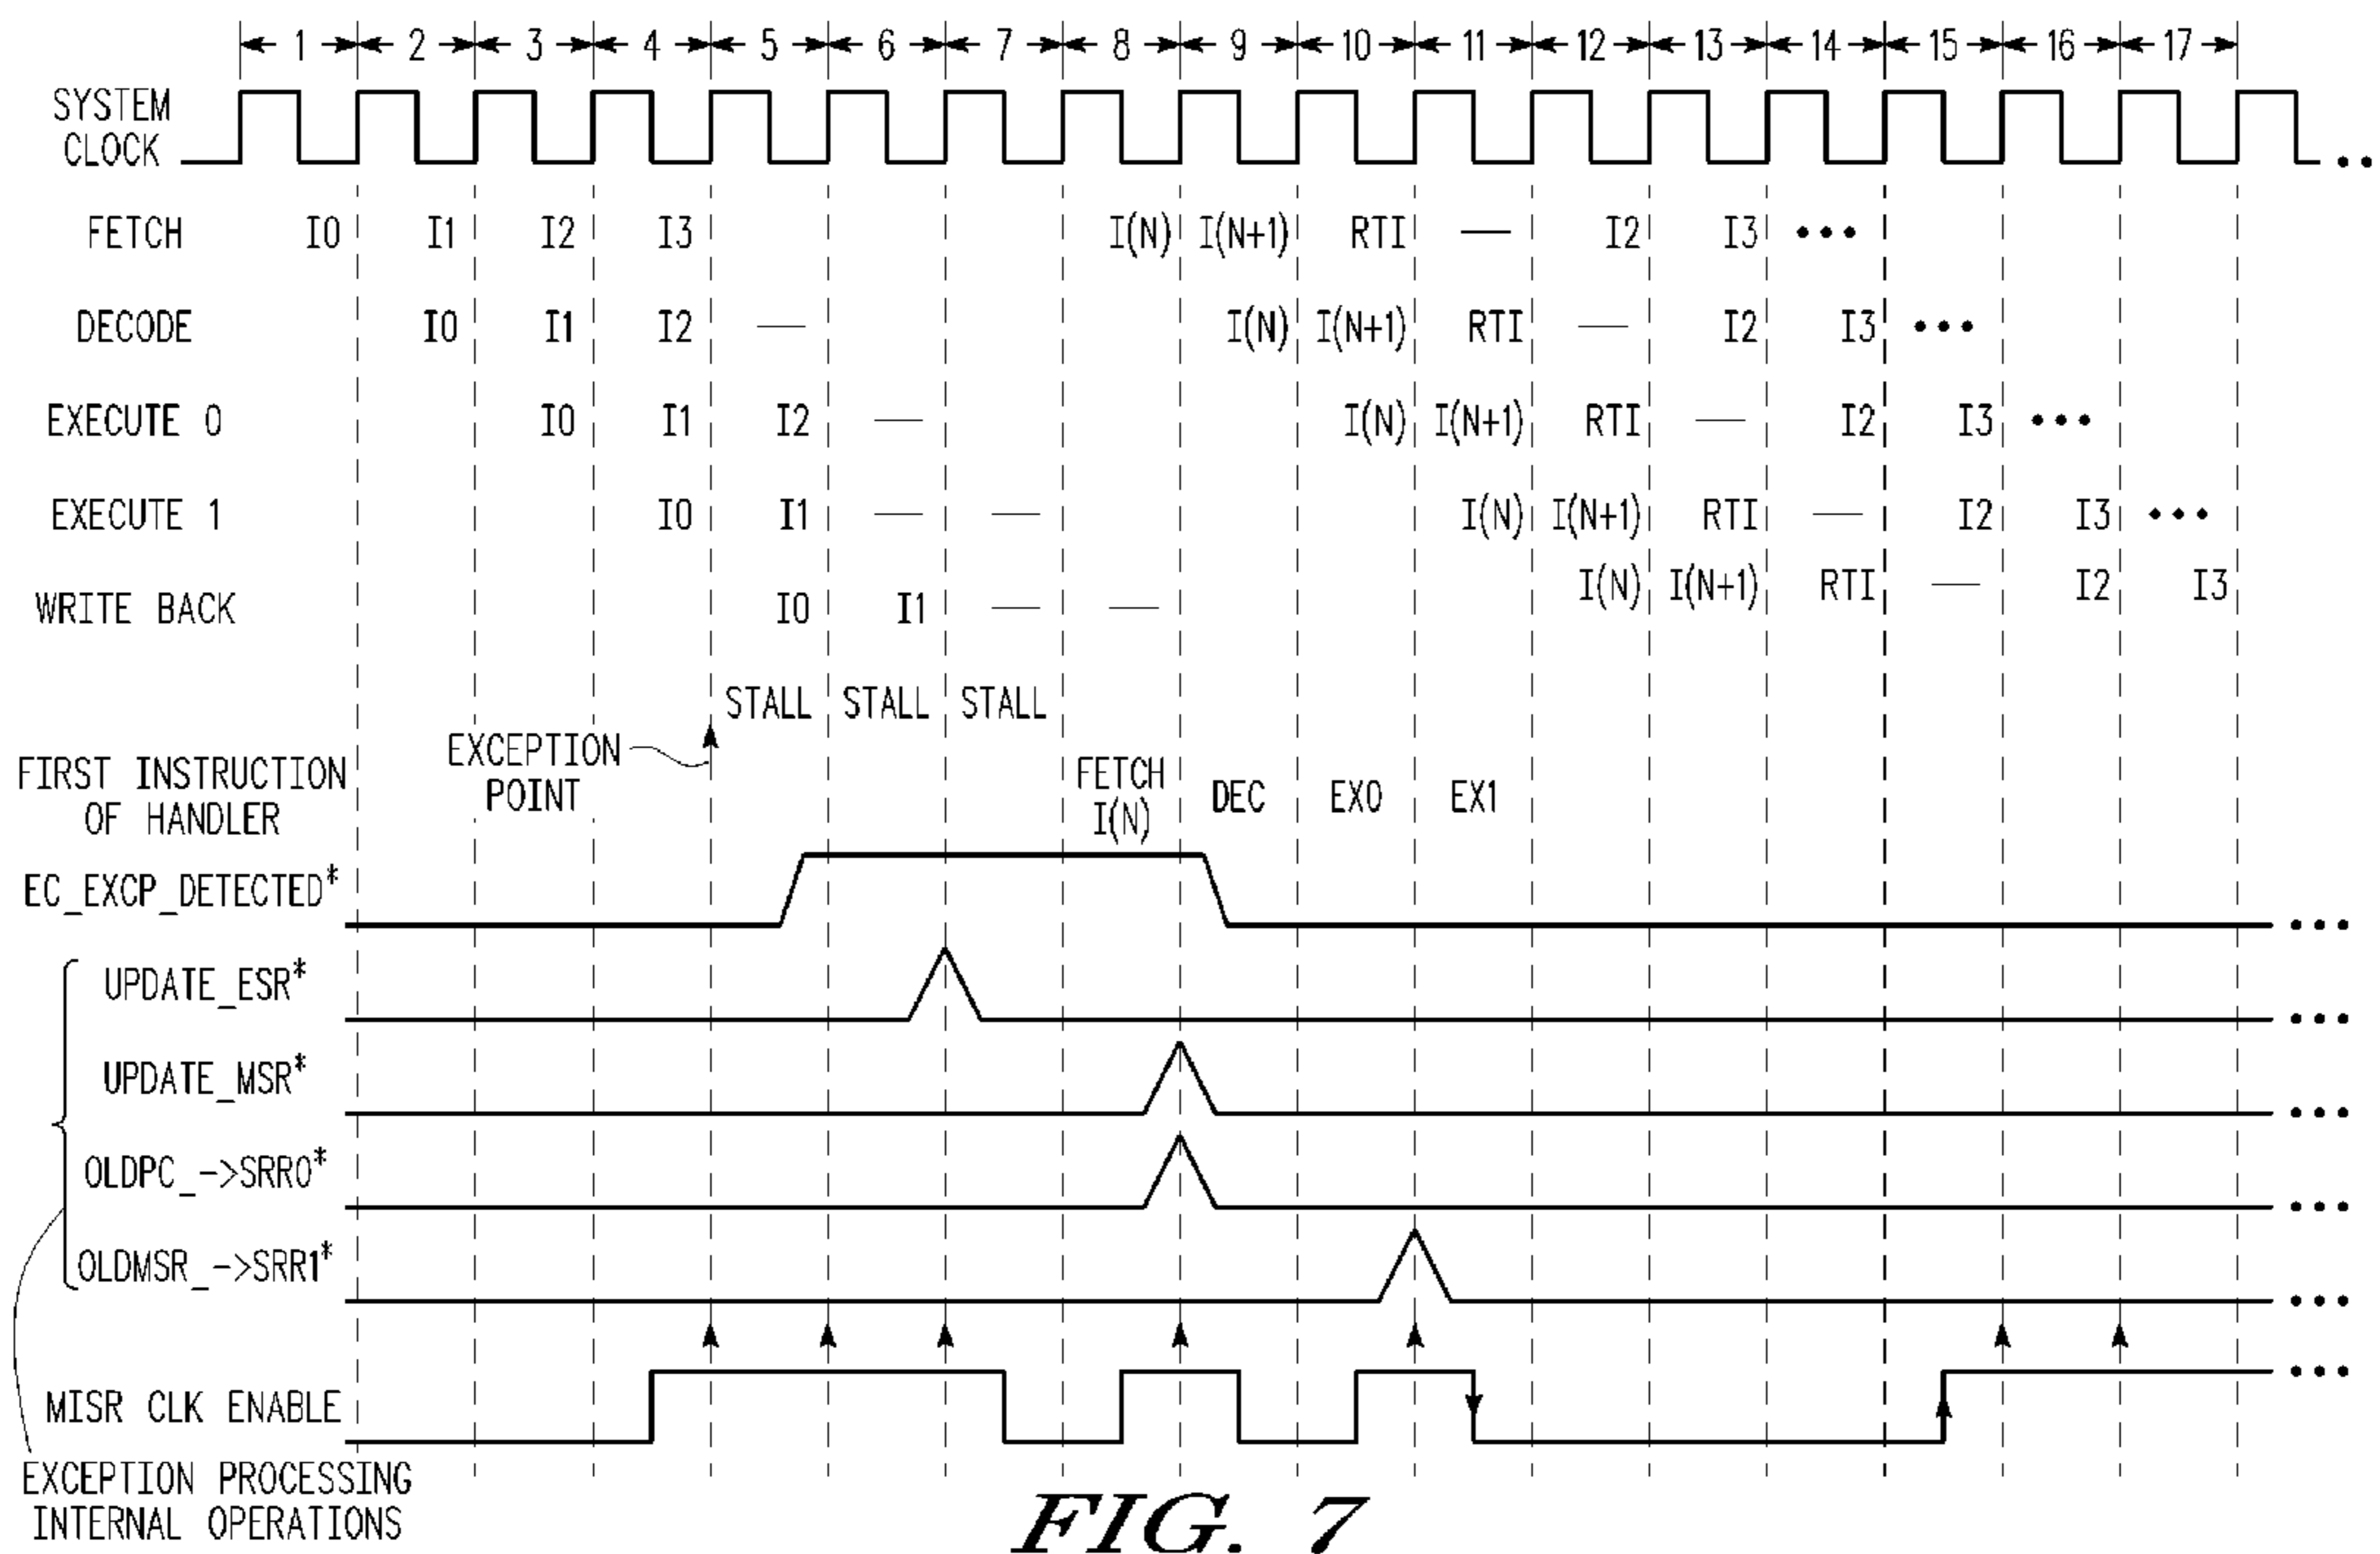 1 2 3 4 5 6 7 8 9 10 11 12 13 14 15 16 17
SYSTEM
CLOCK
FETCH I0 I1 I2 I3 I(N) I(N+1) RTI — I2 I3 •••
DECODE I0 I1 I2 — I(N) I(N+1) RTI — I2 I3 •••
EXECUTE 0 I0 I1 I2 — I(N) I(N+1) RTI — I2 I3 •••
EXECUTE 1 I0 I1 — — I(N) I(N+1) RTI — I2 I3 •••
WRITE BACK I0 I1 — — I(N) I(N+1) RTI — I2 I3
STALL STALL STALL
EXCEPTION
POINT
FIRST INSTRUCTION
OF HANDLER
FETCH
I(N)
DEC EX0 EX1
EC_EXCP_DETECTED*
UPDATE_ESR*
UPDATE_MSR*
OLDPC_->SRR0*
OLDMSR_->SRR1*
MISR CLK ENABLE
EXCEPTION PROCESSING
INTERNAL OPERATIONS
FIG. 7